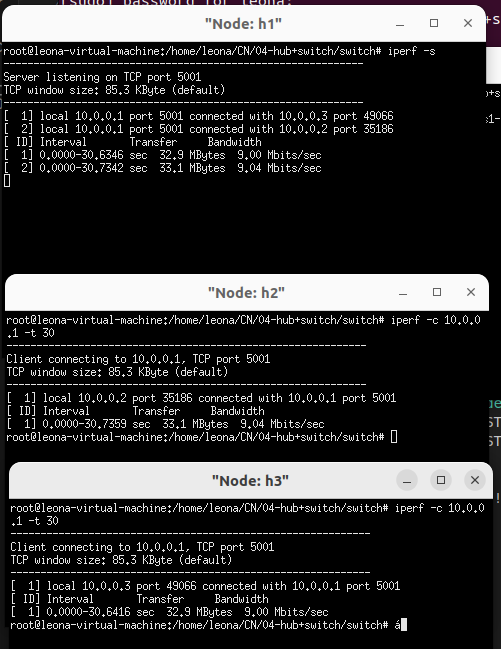 [sudo] password for leona:
"Node: h1"
root@leona-virtual-machine:/home/leona/CN/04-hub+switch/switch# iperf -s
------------------------------------------------------------
Server listening on TCP port 5001
TCP window size: 85.3 KByte (default)
------------------------------------------------------------
[  1] local 10.0.0.1 port 5001 connected with 10.0.0.3 port 49066
[  2] local 10.0.0.1 port 5001 connected with 10.0.0.2 port 35186
[ ID] Interval       Transfer     Bandwidth
[  1] 0.0000-30.6346 sec  32.9 MBytes  9.00 Mbits/sec
[  2] 0.0000-30.7342 sec  33.1 MBytes  9.04 Mbits/sec
"Node: h2"
root@leona-virtual-machine:/home/leona/CN/04-hub+switch/switch# iperf -c 10.0.0
.1 -t 30
------------------------------------------------------------
Client connecting to 10.0.0.1, TCP port 5001
TCP window size: 85.3 KByte (default)
------------------------------------------------------------
[  1] local 10.0.0.2 port 35186 connected with 10.0.0.1 port 5001
[ ID] Interval       Transfer     Bandwidth
[  1] 0.0000-30.7359 sec  33.1 MBytes  9.04 Mbits/sec
root@leona-virtual-machine:/home/leona/CN/04-hub+switch/switch#
"Node: h3"
root@leona-virtual-machine:/home/leona/CN/04-hub+switch/switch# iperf -c 10.0.0
.1 -t 30
------------------------------------------------------------
Client connecting to 10.0.0.1, TCP port 5001
TCP window size: 85.3 KByte (default)
------------------------------------------------------------
[  1] local 10.0.0.3 port 49066 connected with 10.0.0.1 port 5001
[ ID] Interval       Transfer     Bandwidth
[  1] 0.0000-30.6416 sec  32.9 MBytes  9.00 Mbits/sec
root@leona-virtual-machine:/home/leona/CN/04-hub+switch/switch# á